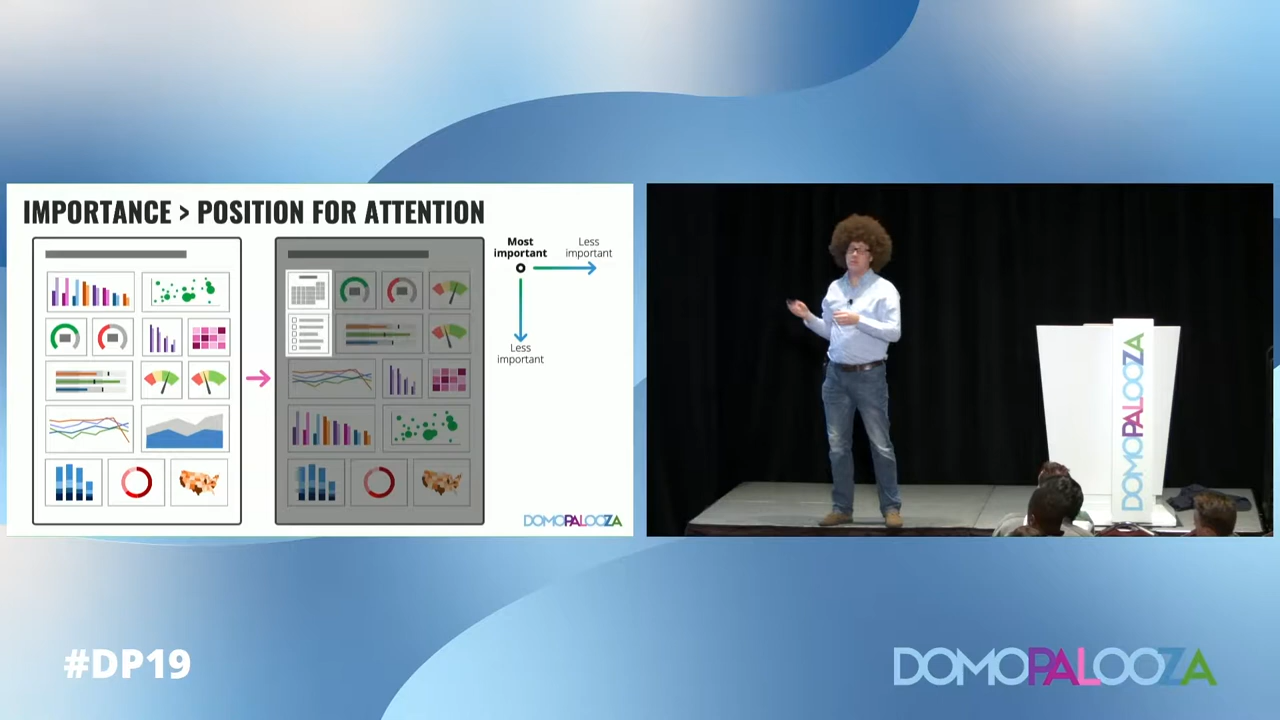 IMPORTANCE > POSITION FOR ATTENTION
Most
important
Less
important
Less
important
DOMOPALOOZA
DOMOPALOOZA
#DP19
DOMOPALOOZA